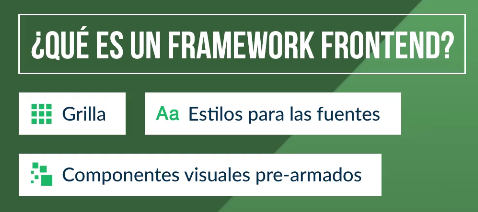 ¿QUÉ ES UN FRAMEWORK FRONTEND?
Grilla
Aa Estilos para las fuentes
Componentes visuales pre-armados